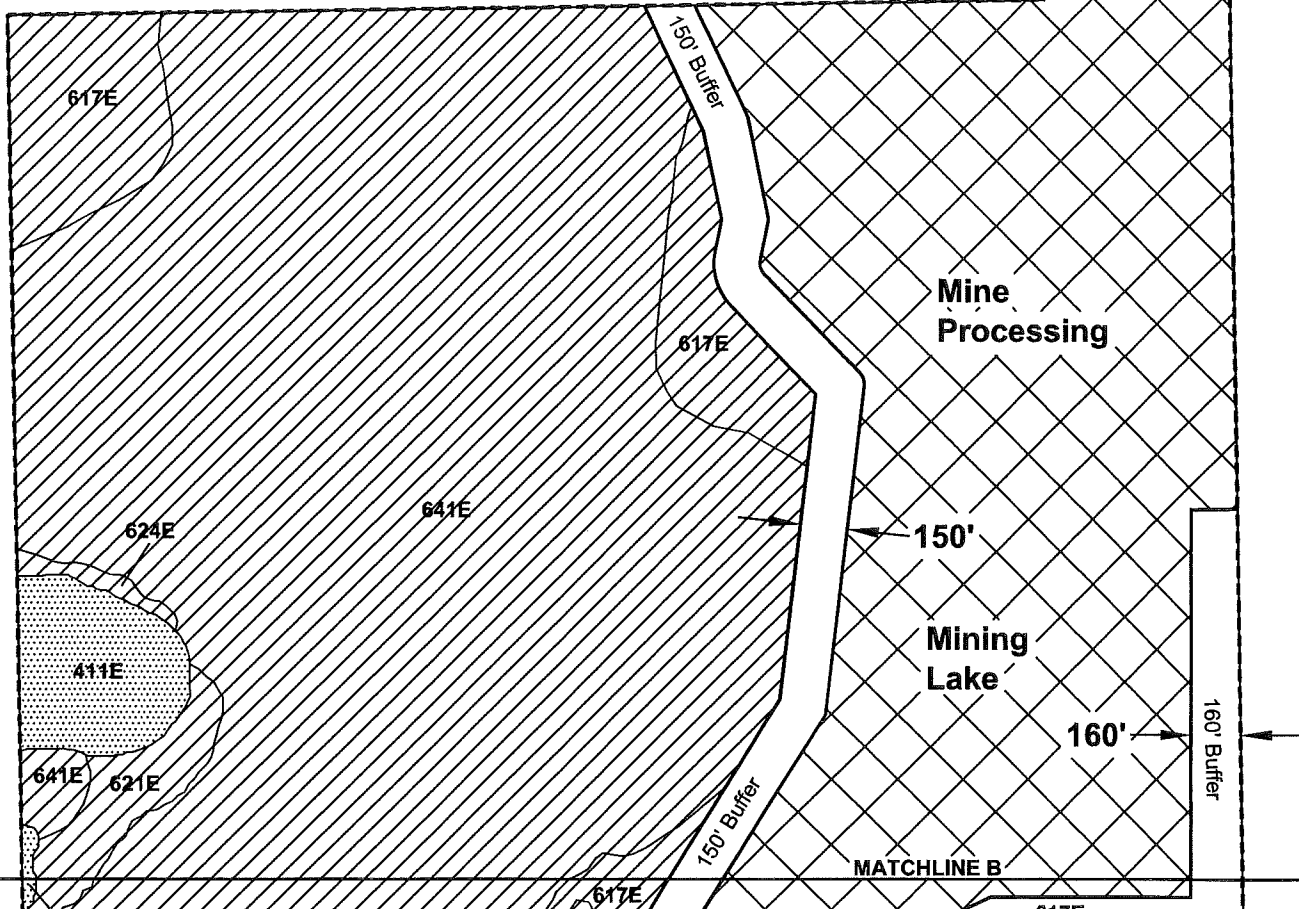 150' Buffer
617E
Mine
Processing
617E
641E
624E
150'
Mining
Lake
411E
160'
160' Buffer
641E
621E
150' Buffer
MATCHLINE B
617E
617E